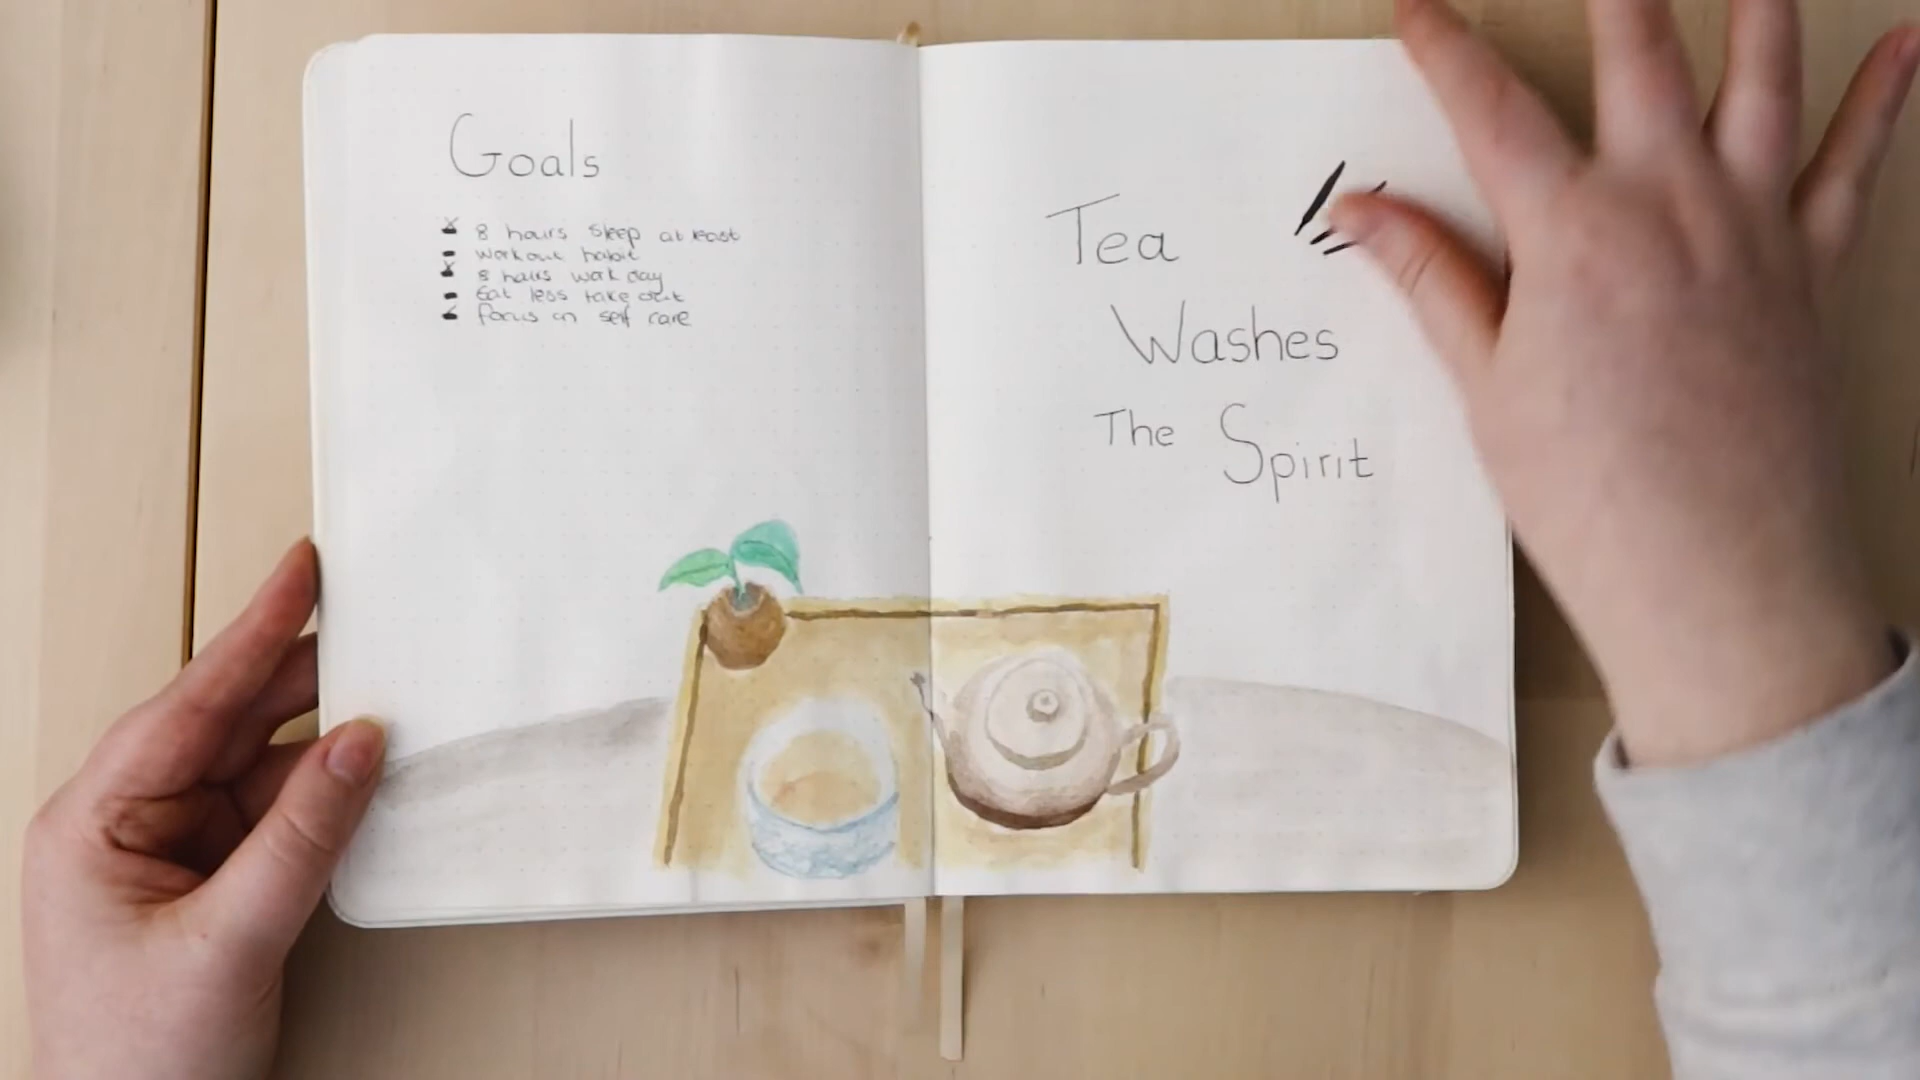 Goals
8 hours sleep at least
workout habit
8 hours work day
Eat less take out
focus on self care
Tea
Washes
The Spirit